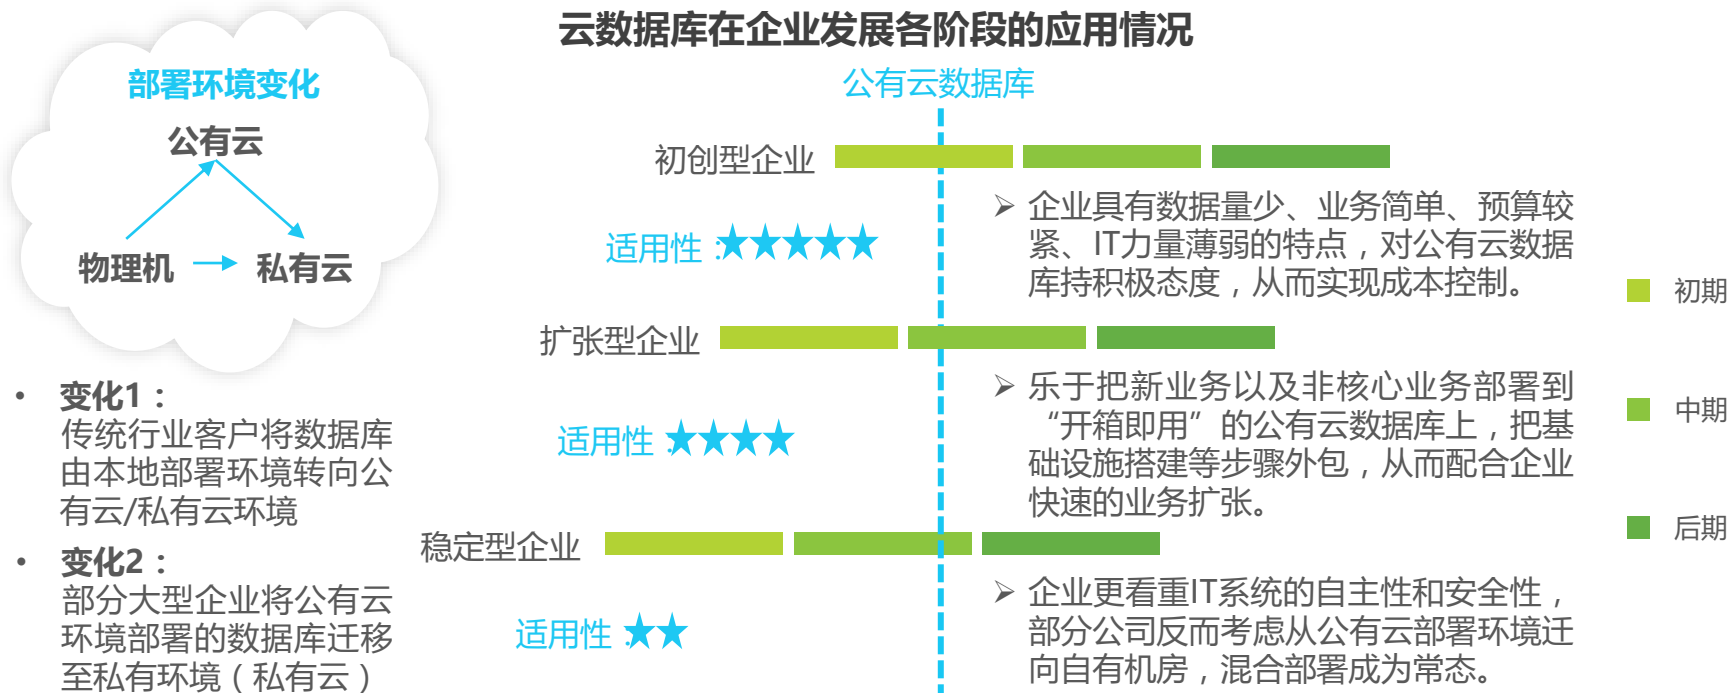 云数据库在企业发展各阶段的应用情况
部署环境变化
公有云
物理机
私有云
• 变化1：
传统行业客户将数据库
由本地部署环境转向公
有云/私有云环境
• 变化2：
部分大型企业将公有云
环境部署的数据库迁移
至私有环境（私有云）
公有云数据库
初创型企业
适用性：★★★★★
➢ 企业具有数据量少、业务简单、预算较
紧、IT力量薄弱的特点，对公有云数据
库持积极态度，从而实现成本控制。
扩张型企业
适用性：★★★★
➢ 乐于把新业务以及非核心业务部署到
“开箱即用”的公有云数据库上，把基
础设施搭建等步骤外包，从而配合企业
快速的业务扩张。
稳定型企业
适用性：★★
➢ 企业更看重IT系统的自主性和安全性，
部分公司反而考虑从公有云部署环境迁
向自有机房，混合部署成为常态。
初期
中期
后期